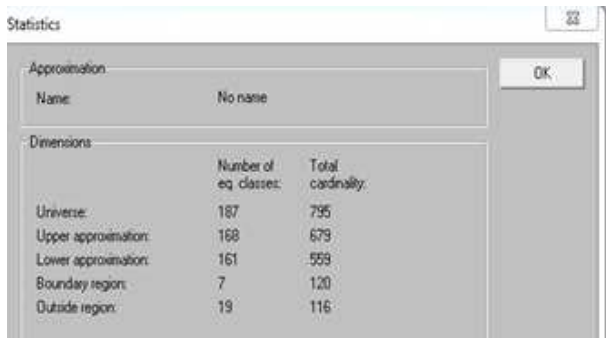 Statistics
Approximation
OK
Name: No name
Dimensions
Number of eq. classes: Total cardinality:
Universe: 187 795
Upper approximation: 168 679
Lower approximation: 161 559
Boundary region: 7 120
Outside region: 19 116